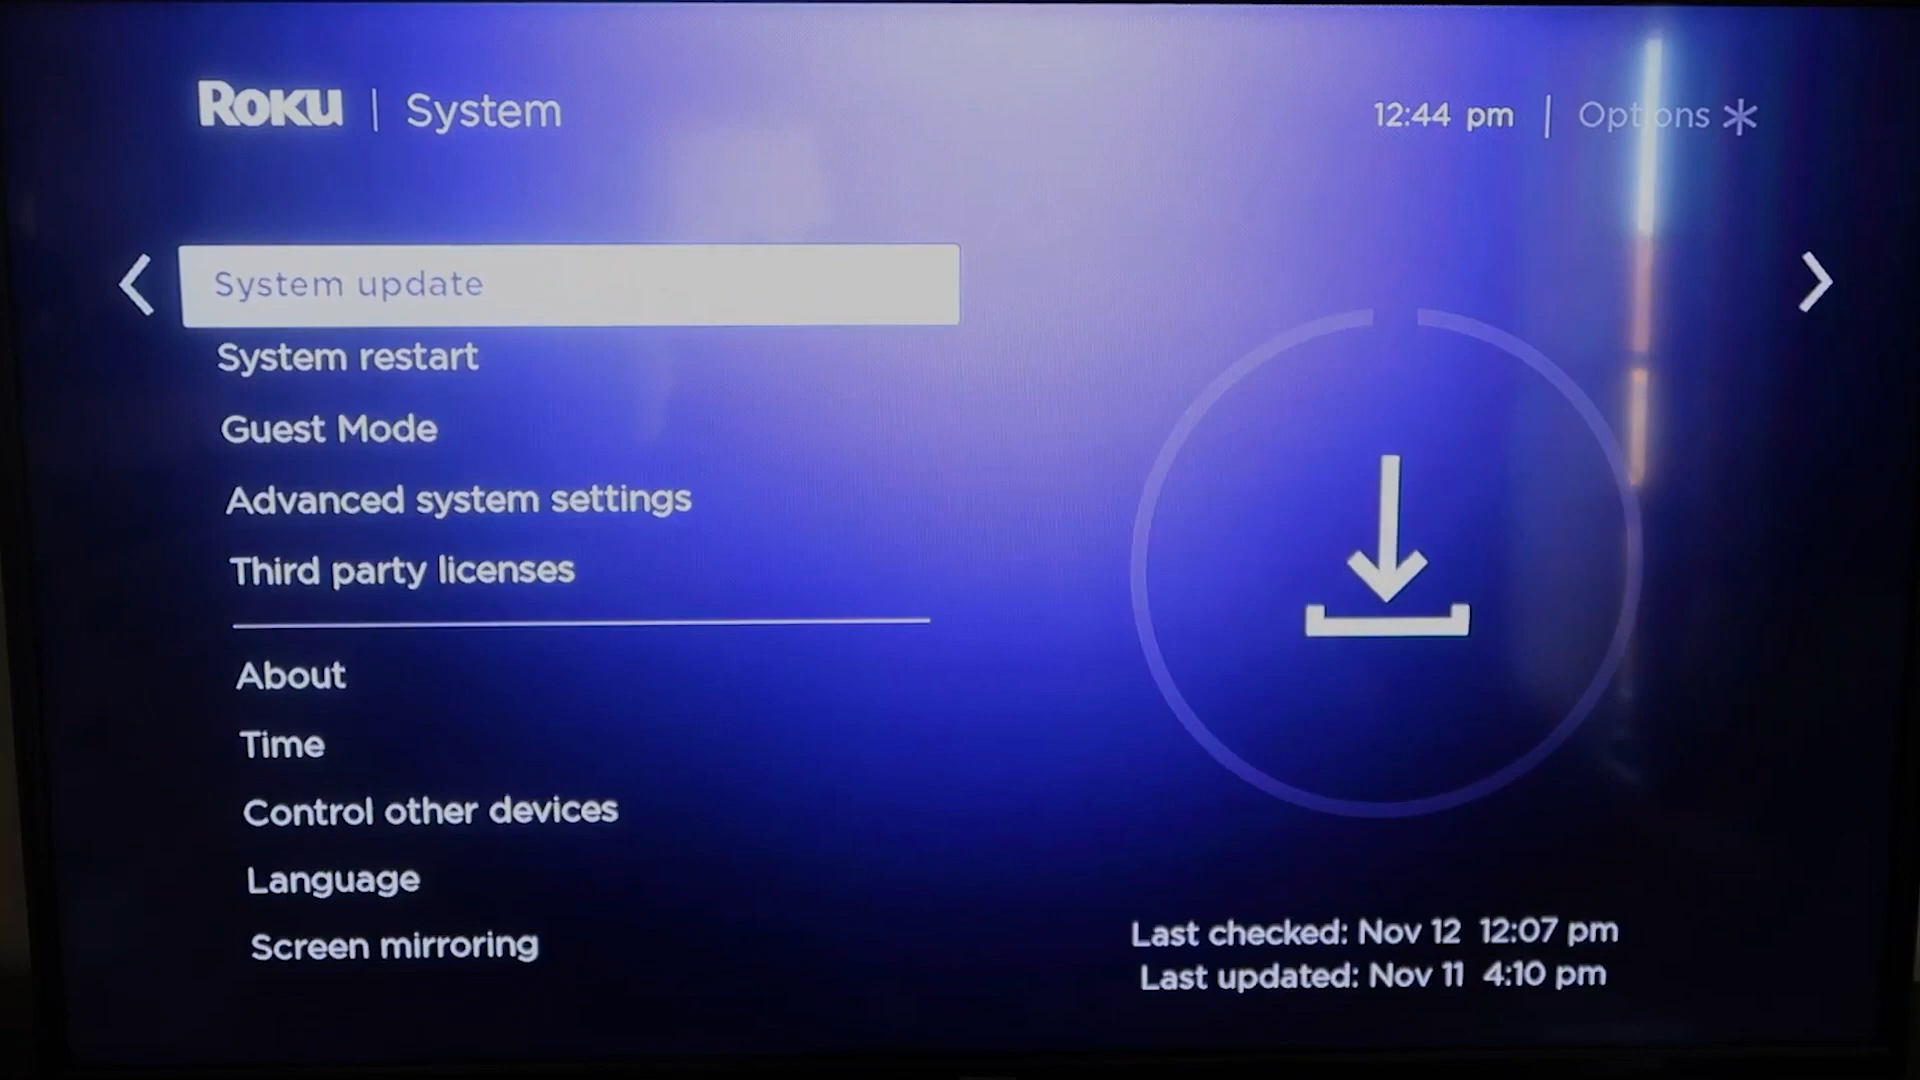 Roku | System
12:44 pm | Options *
System update
System restart
Guest Mode
Advanced system settings
Third party licenses
About
Time
Control other devices
Language
Screen mirroring
Last checked: Nov 12 12:07 pm
Last updated: Nov 11 4:10 pm